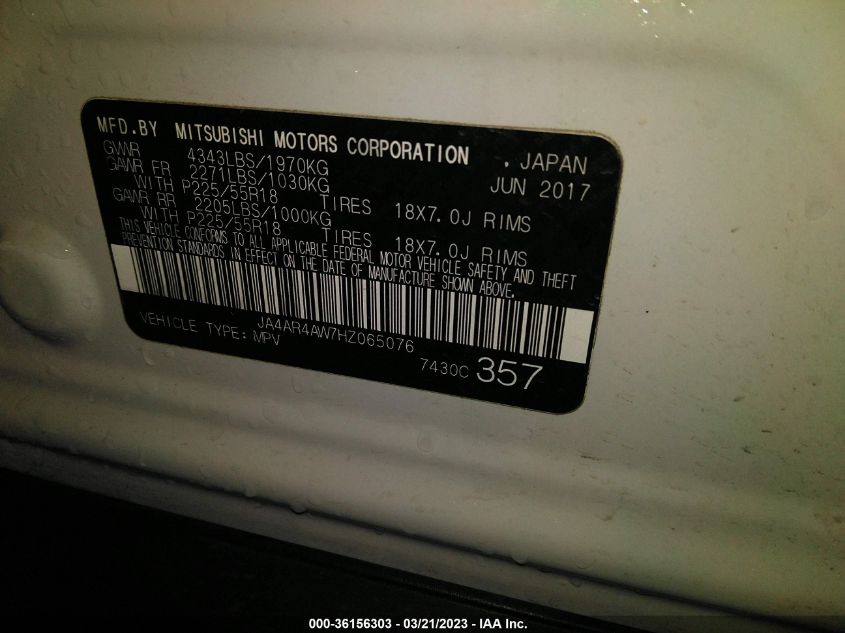 MFD.BY MITSUBISHI MOTORS CORPORATION , JAPAN
GVWR 4343LBS/1970KG JUN 2017
GAWR FR 2271LBS/1030KG
WITH P225/55R18 TIRES 18X7.0J RIMS
GAWR RR 2205LBS/1000KG
WITH P225/55R18 TIRES 18X7.0J RIMS
THIS VEHICLE CONFORMS TO ALL APPLICABLE FEDERAL MOTOR VEHICLE SAFETY AND THEFT
PREVENTION STANDARDS IN EFFECT ON THE DATE OF MANUFACTURE SHOWN ABOVE.
JA4AR4AW7HZ065076
VEHICLE TYPE: MPV 7430C 357
000-36156303 - 03/21/2023 - IAA Inc.